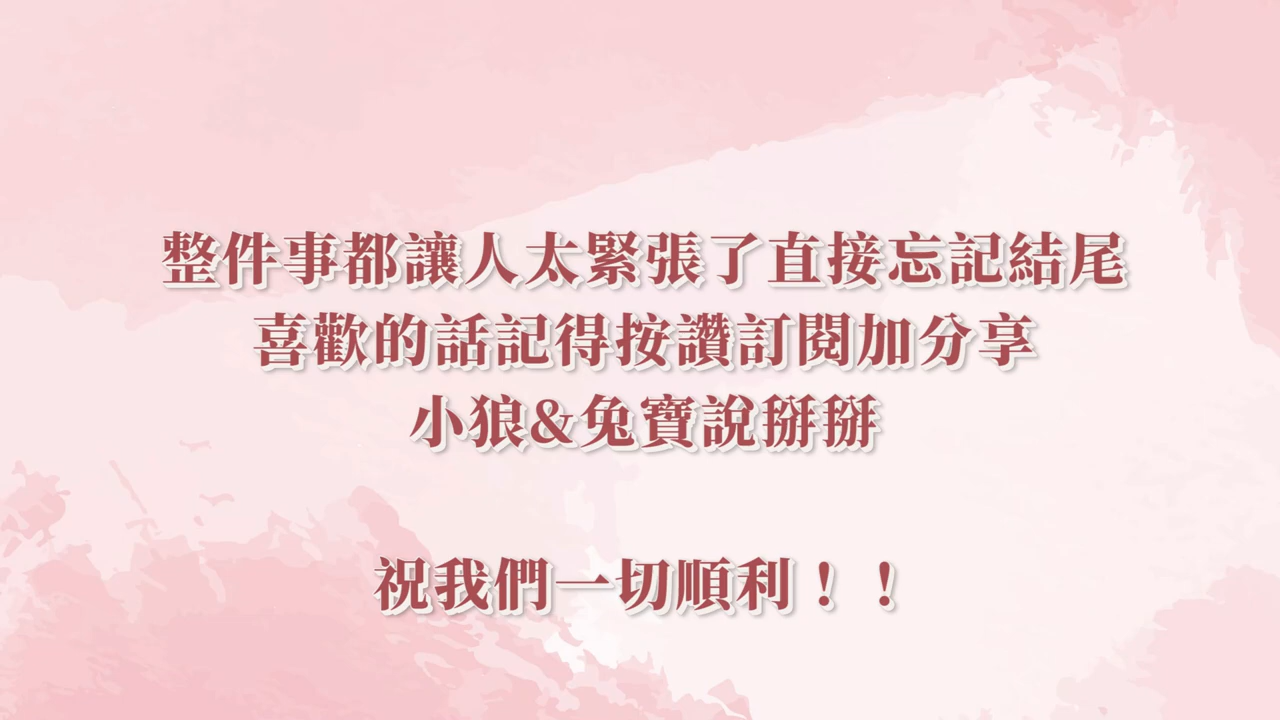 整件事都讓人太緊張了直接忘記結尾
喜歡的話記得按讚訂閱加分享
小狼&兔寶說掰掰
祝我們一切順利！！